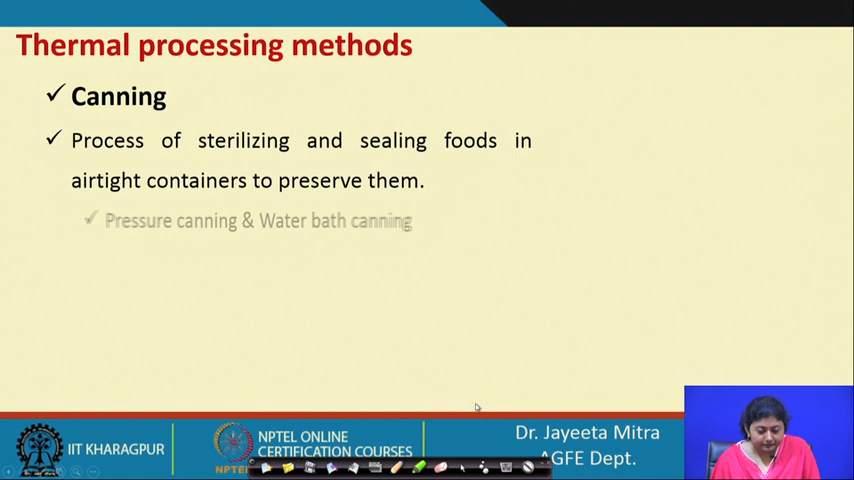 Thermal processing methods
✓ Canning
✓ Process of sterilizing and sealing foods in
airtight containers to preserve them.
✓ Pressure canning & Water bath canning
IIT KHARAGPUR
NPTEL
NPTEL ONLINE
CERTIFICATION COURSES
Dr. Jayeeta Mitra
AGFE Dept.